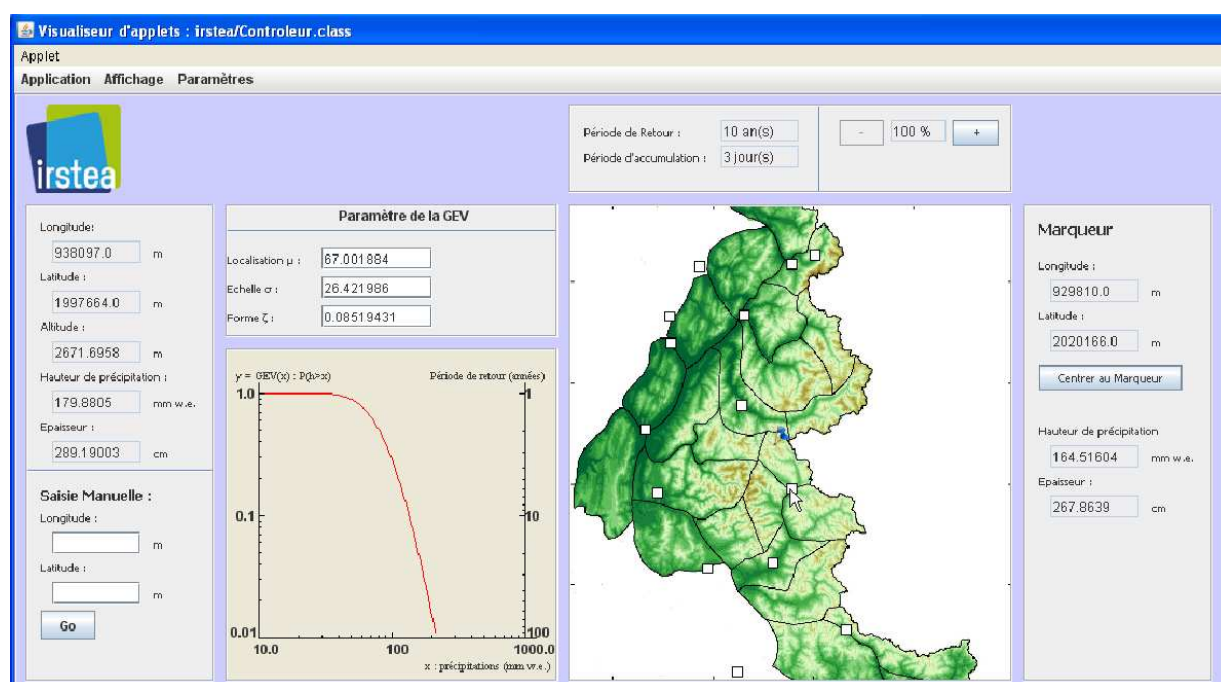 Visualiseur d'applets : irstea/Controleur.class
Applet
Application Affichage Paramètres
irstea
Période de Retour : 10 an(s)
Période d'accumulation : 3 jour(s)
- 100 % +
Longitude:
938097.0 m
Latitude :
1997664.0 m
Altitude :
2671.6958 m
Hauteur de précipitation :
179.8805 mm w.e.
Epaisseur :
289.19003 cm
Saisie Manuelle :
Longitude :
m
Latitude :
m
Go
Paramètre de la GEV
Localisation μ : 67.001884
Echelle σ : 26.421986
Forme ζ : 0.08519431
y = GEV(x) : P(h>x) Période de retour (années)
1.0 1
0.1 10
0.01 100
10.0 100 1000.0
x : précipitations (mm w.e.)
Marqueur
Longitude :
929810.0 m
Latitude :
2020166.0 m
Centrer au Marqueur
Hauteur de précipitation
164.51604 mm w.e.
Epaisseur :
267.8639 cm